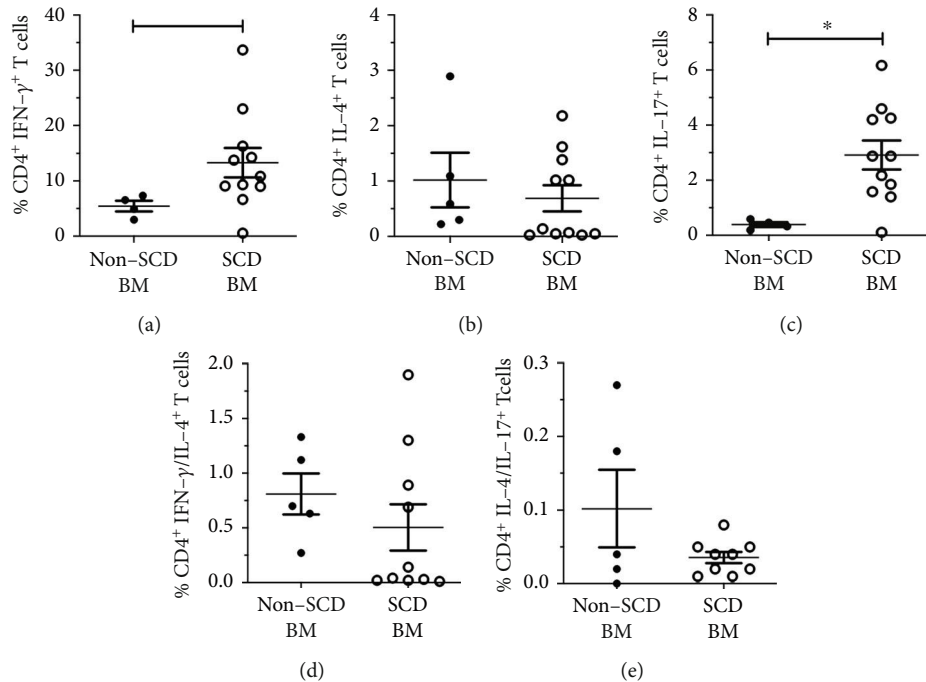 % CD4⁺ IFN–γ⁺ T cells
40
30
20
10
0
Non–SCD BM
SCD BM
(a)
% CD4⁺ IL–4⁺ T cells
4
3
2
1
0
Non–SCD BM
SCD BM
(b)
% CD4⁺ IL–17⁺ T cells
8
6
4
2
0
*
Non–SCD BM
SCD BM
(c)
% CD4⁺ IFN–γ/IL–4⁺ T cells
2.0
1.5
1.0
0.5
0.0
Non–SCD BM
SCD BM
(d)
% CD4⁺ IL–4/IL–17⁺ Tcells
0.3
0.2
0.1
0.0
Non–SCD BM
SCD BM
(e)